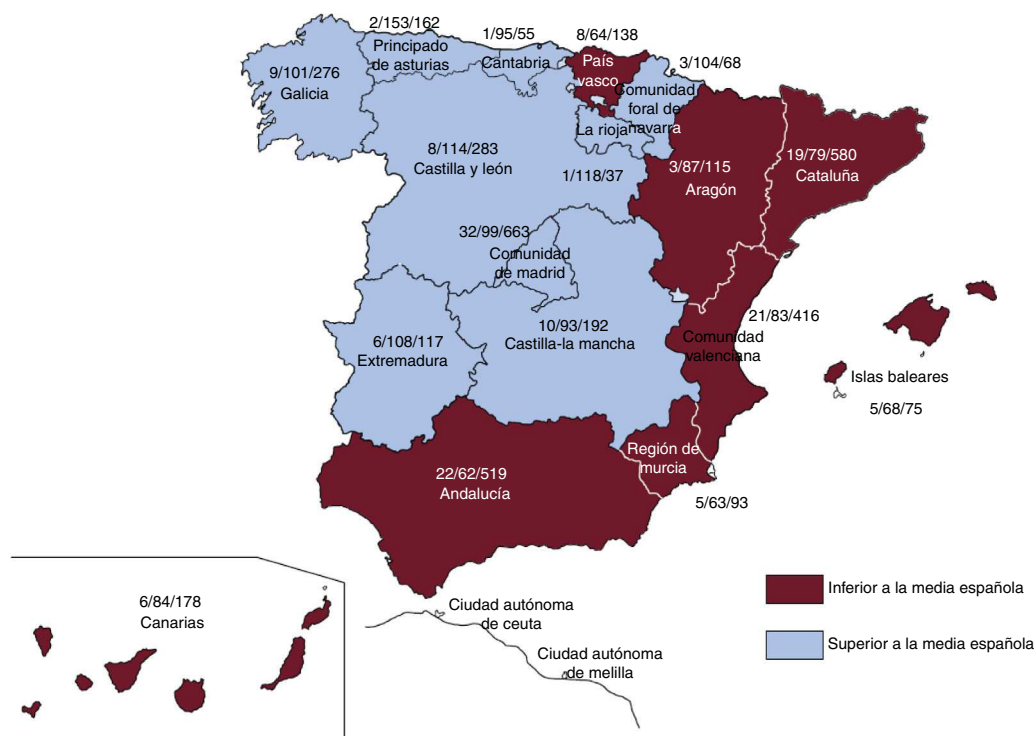 2/153/162
Principado
de asturias
1/95/55
Cantabria
8/64/138
País
vasco
3/104/68
Comunidad
foral de
navarra
9/101/276
Galicia
La rioja
1/118/37
8/114/283
Castilla y león
3/87/115
Aragón
19/79/580
Cataluña
32/99/663
Comunidad
de madrid
10/93/192
Castilla-la mancha
21/83/416
Comunidad
valenciana
6/108/117
Extremadura
Islas baleares
5/68/75
Región de
murcia
5/63/93
22/62/519
Andalucía
6/84/178
Canarias
Ciudad autónoma
de ceuta
Ciudad autónoma
de melilla
Inferior a la media española
Superior a la media española